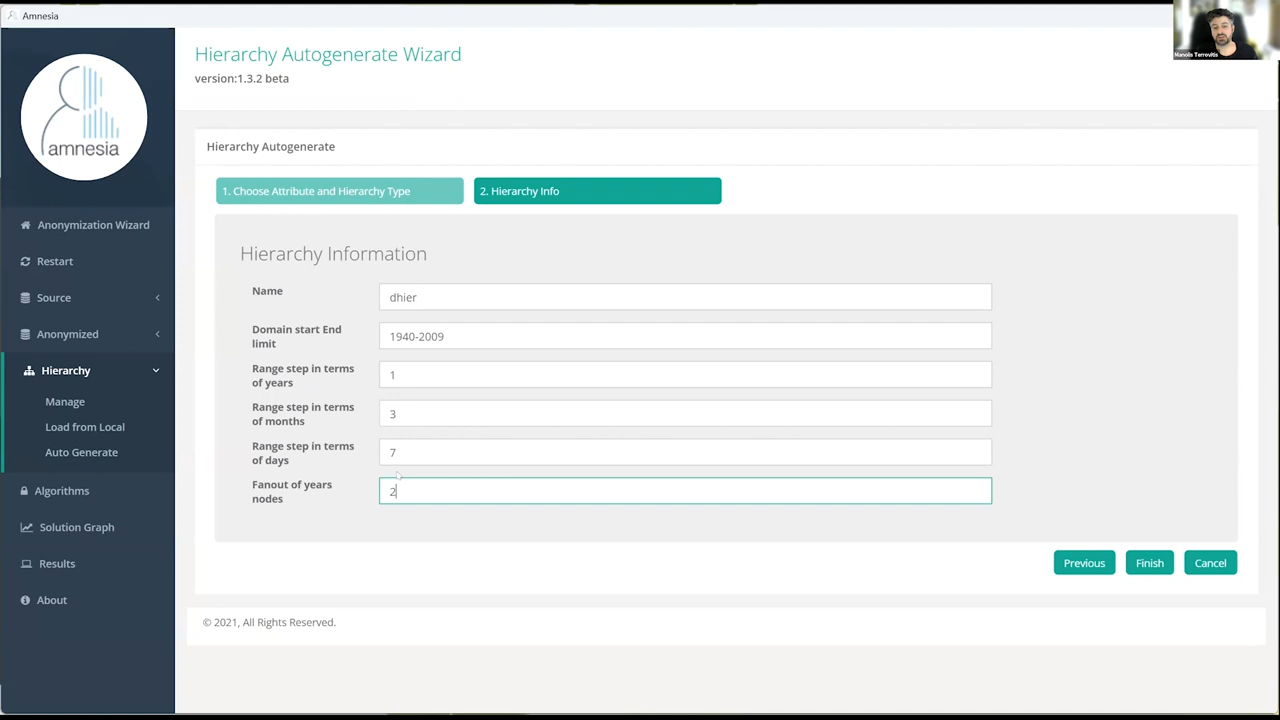 Amnesia
Manolis Terrovitis
amnesia
Anonymization Wizard
Restart
Source
Anonymized
Hierarchy
Manage
Load from Local
Auto Generate
Algorithms
Solution Graph
Results
About
Hierarchy Autogenerate Wizard
version:1.3.2 beta
Hierarchy Autogenerate
1. Choose Attribute and Hierarchy Type
2. Hierarchy Info
Hierarchy Information
Name
dhier
Domain start End
limit
1940-2009
Range step in terms
of years
1
Range step in terms
of months
3
Range step in terms
of days
7
Fanout of years
nodes
2
Previous
Finish
Cancel
© 2021, All Rights Reserved.